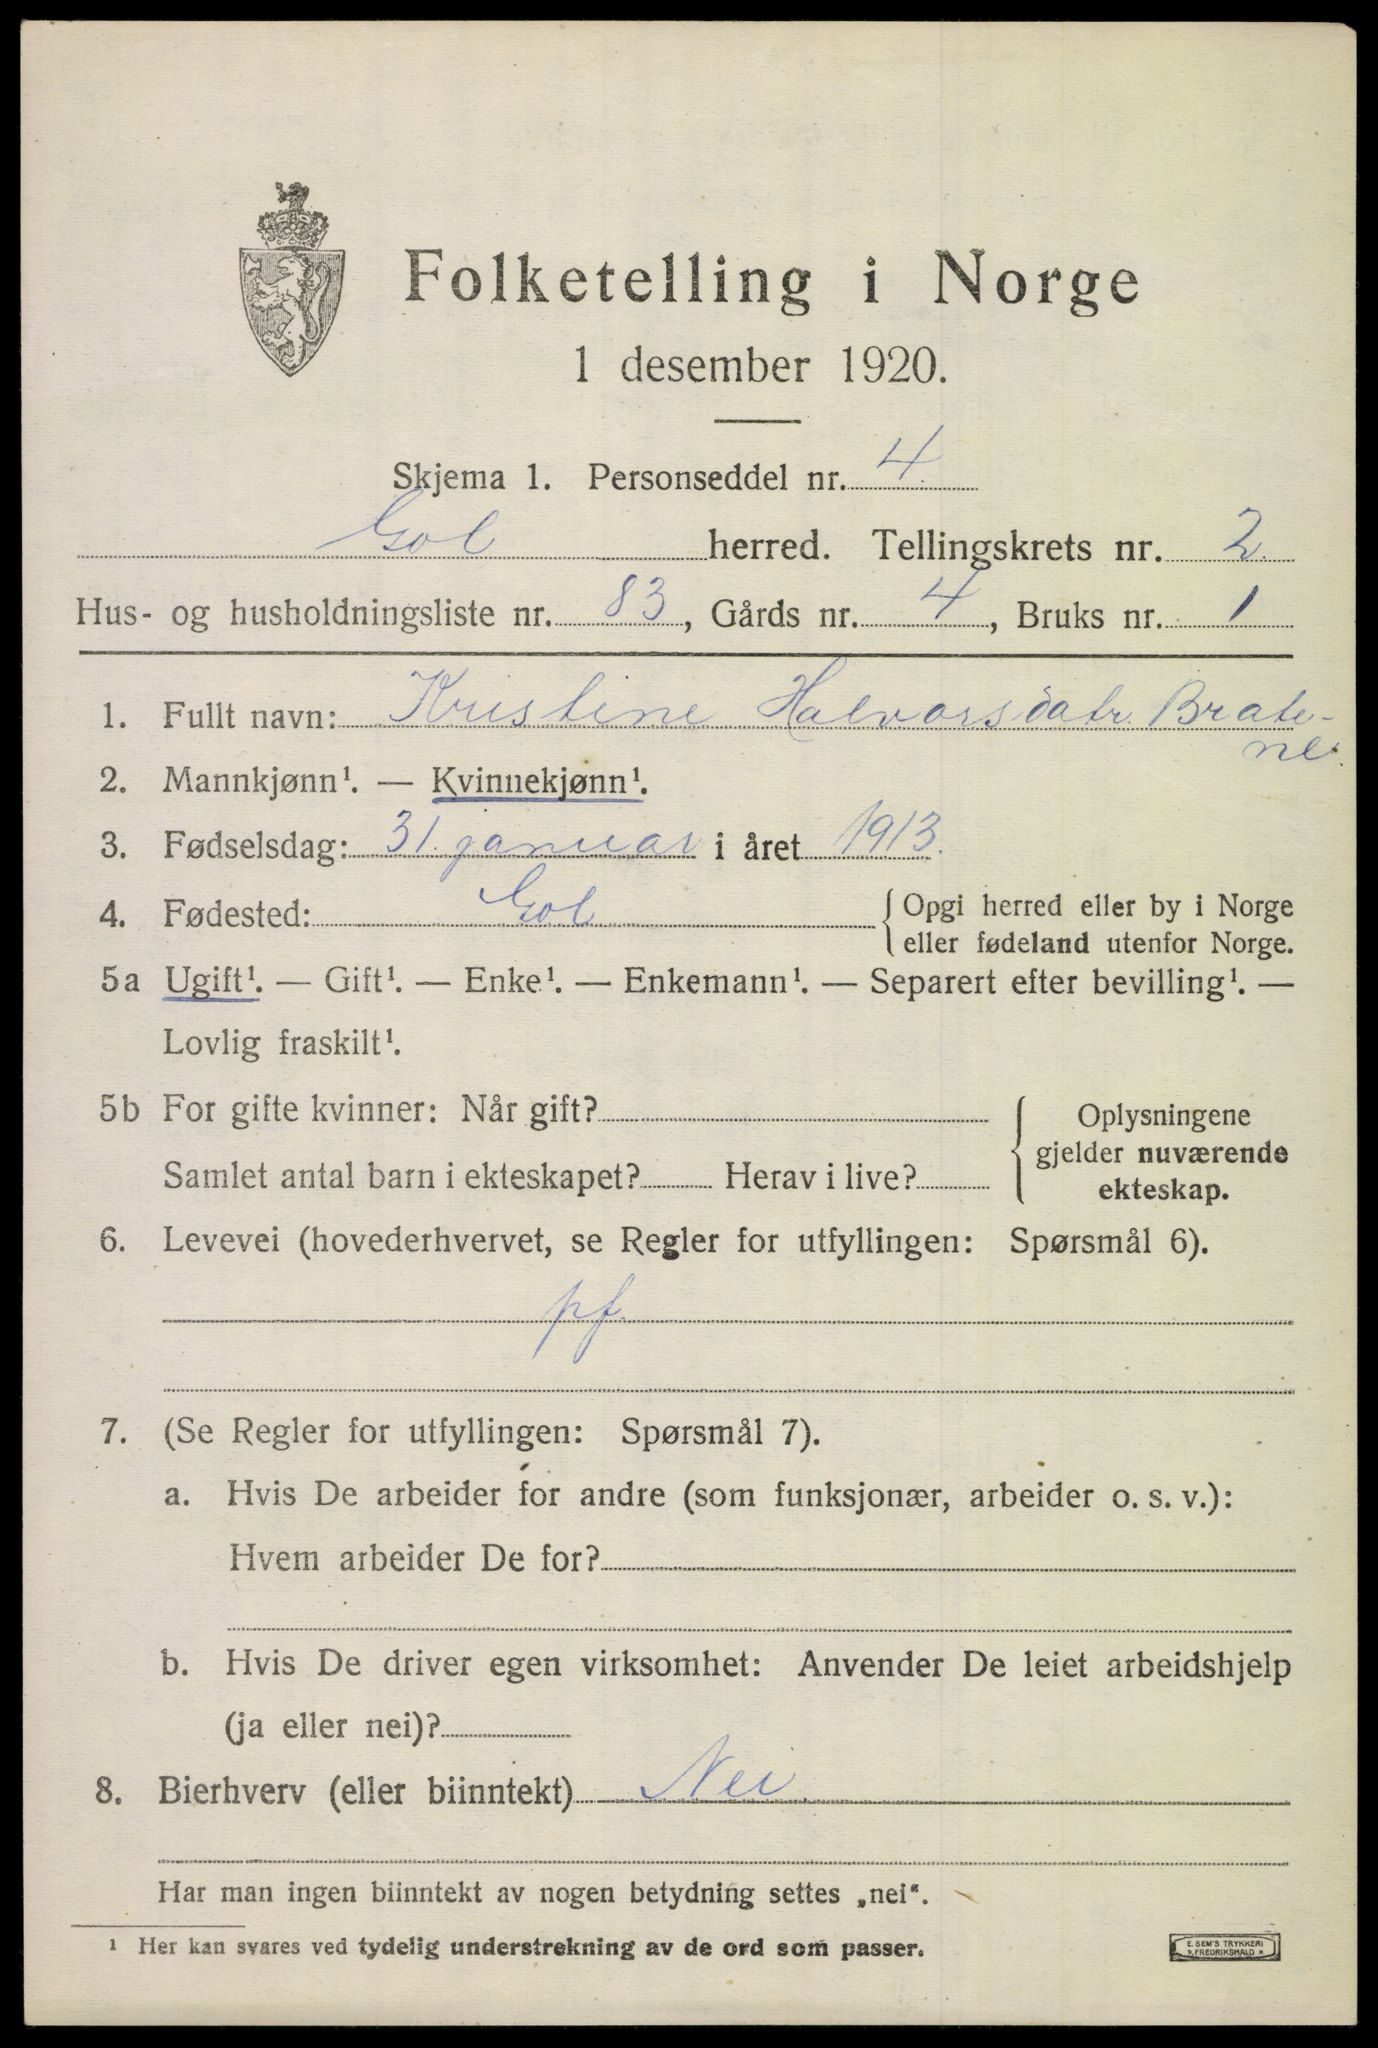 Folketelling i Norge
1 desember 1920.
Skjema 1. Personseddel nr. 4.
Gol herred. Tellingskrets nr. 2.
Hus- og husholdningsliste nr. 83, Gårds nr. 4, Bruks nr. 1
1. Fullt navn: Kristine Halvorsdatr. Brate-
ne.
2. Mannkjønn¹. — Kvinnekjønn¹.
3. Fødselsdag: 31. januar i året 1913.
4. Fødested: Gol { Opgi herred eller by i Norge
eller fødeland utenfor Norge.
5a Ugift¹. — Gift¹. — Enke¹. — Enkemann¹. — Separert efter bevilling¹. —
Lovlig fraskilt¹.
5b For gifte kvinner: Når gift?
Samlet antal barn i ekteskapet? Herav i live?
Oplysningene
gjelder nuværende
ekteskap.
6. Levevei (hovederhvervet, se Regler for utfyllingen: Spørsmål 6).
pf.
7. (Se Regler for utfyllingen: Spørsmål 7).
a. Hvis De arbeider for andre (som funksjonær, arbeider o. s. v.):
Hvem arbeider De for?
b. Hvis De driver egen virksomhet: Anvender De leiet arbeidshjelp
(ja eller nei)?
8. Bierhverv (eller biinntekt) Nei.
Har man ingen biinntekt av nogen betydning settes „nei“.
¹ Her kan svares ved tydelig understrekning av de ord som passer.
E. SEM'S TRYKKERI
FREDRIKSHALD